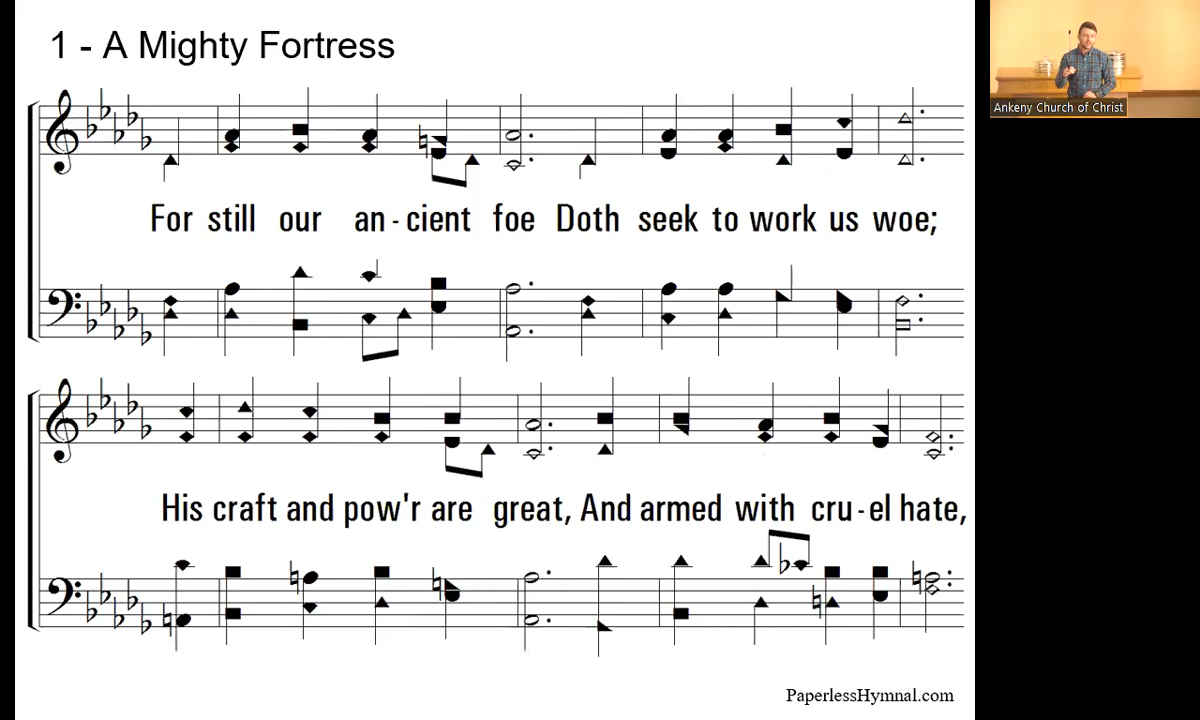 1 - A Mighty Fortress
Ankeny Church of Christ
For still our an - cient foe Doth seek to work us woe;
His craft and pow'r are great, And armed with cru - el hate,
PaperlessHymnal.com